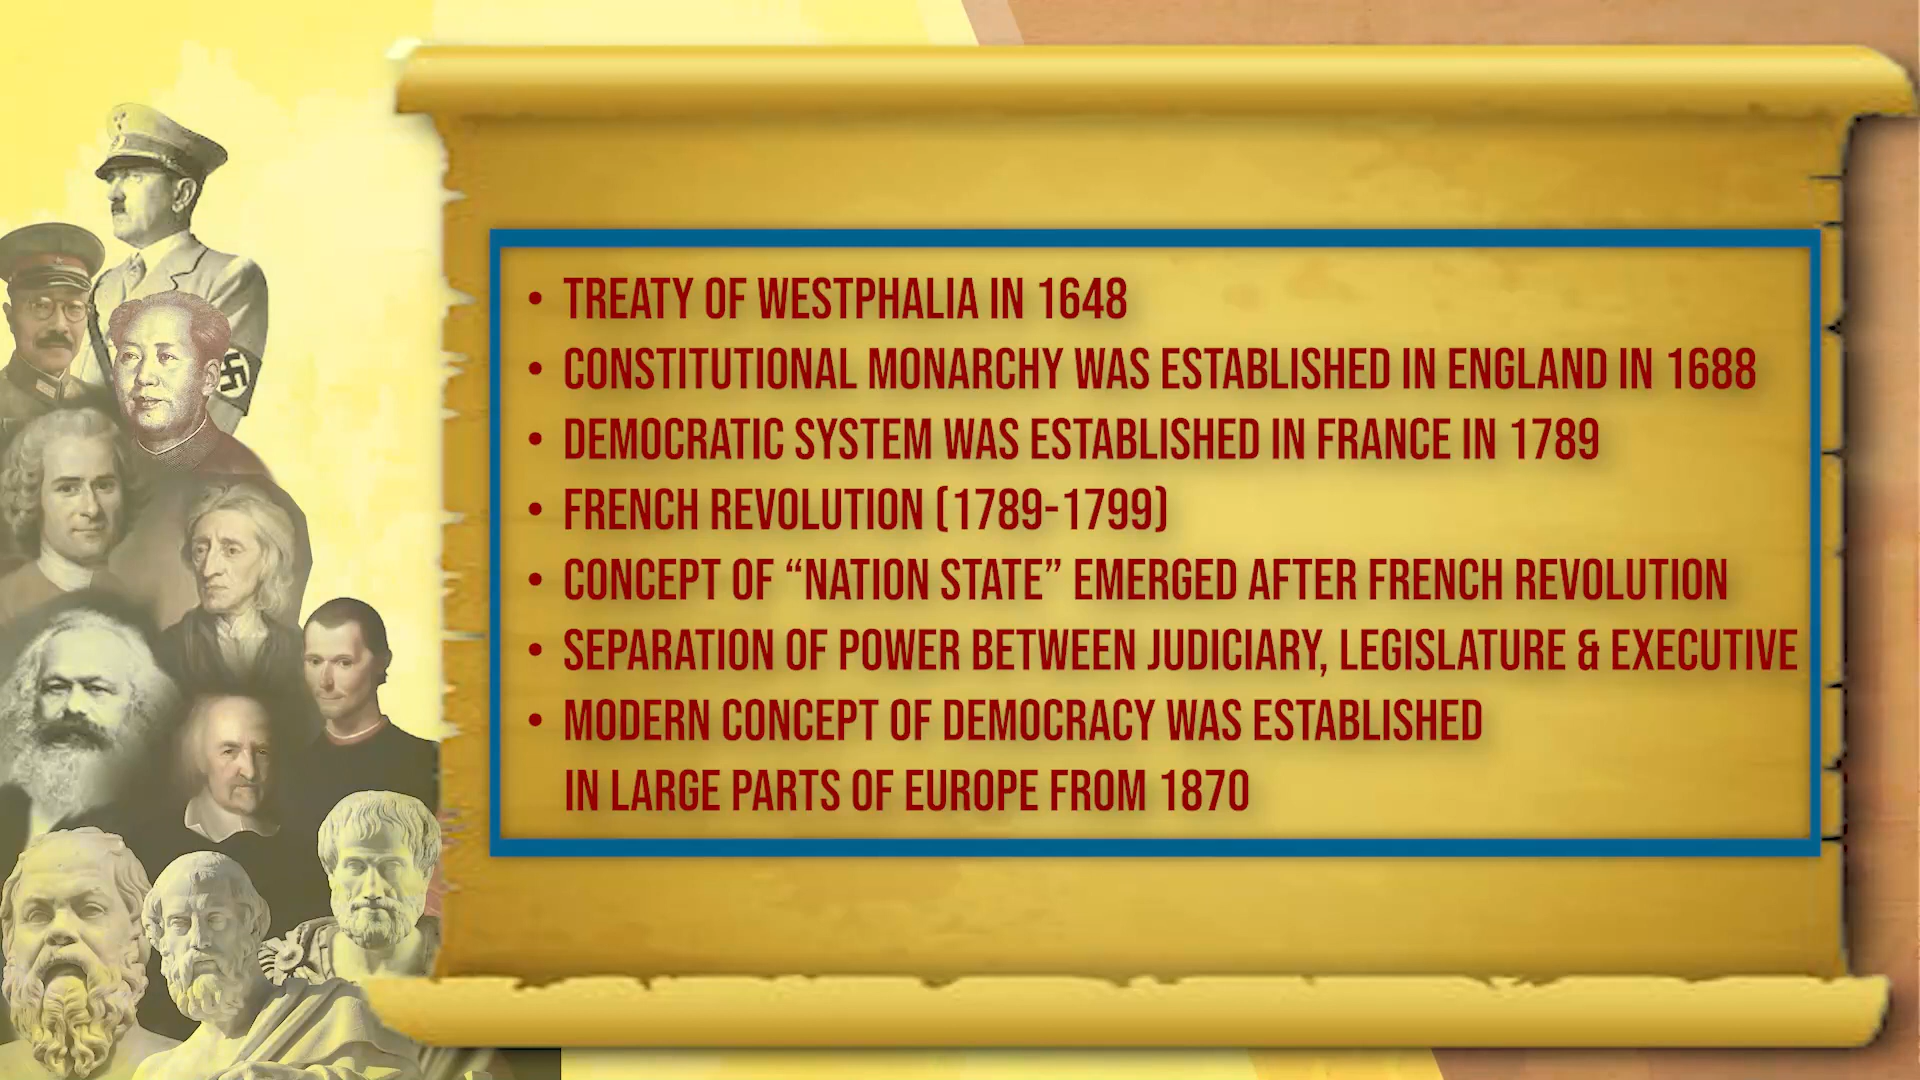 • TREATY OF WESTPHALIA IN 1648
• CONSTITUTIONAL MONARCHY WAS ESTABLISHED IN ENGLAND IN 1688
• DEMOCRATIC SYSTEM WAS ESTABLISHED IN FRANCE IN 1789
• FRENCH REVOLUTION (1789-1799)
• CONCEPT OF “NATION STATE” EMERGED AFTER FRENCH REVOLUTION
• SEPARATION OF POWER BETWEEN JUDICIARY, LEGISLATURE & EXECUTIVE
• MODERN CONCEPT OF DEMOCRACY WAS ESTABLISHED
IN LARGE PARTS OF EUROPE FROM 1870